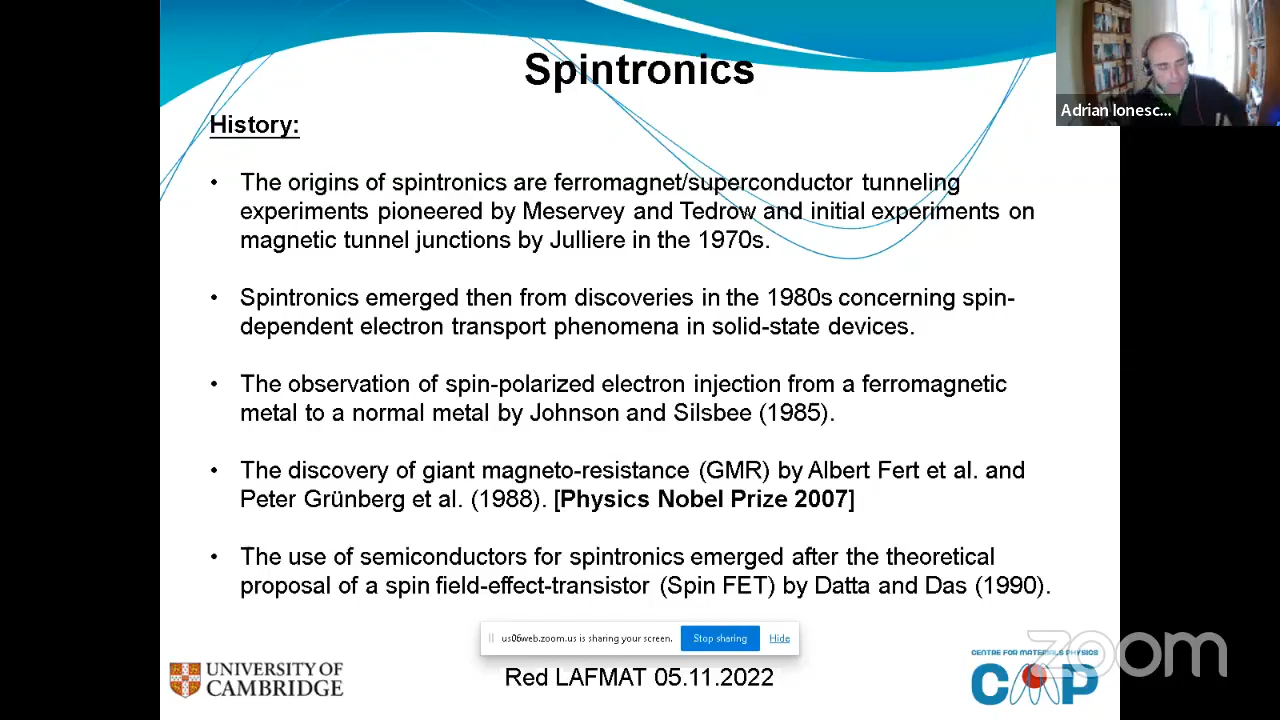 Spintronics
Adrian Ionesc...
History:
• The origins of spintronics are ferromagnet/superconductor tunneling
experiments pioneered by Meservey and Tedrow and initial experiments on
magnetic tunnel junctions by Julliere in the 1970s.
• Spintronics emerged then from discoveries in the 1980s concerning spin-
dependent electron transport phenomena in solid-state devices.
• The observation of spin-polarized electron injection from a ferromagnetic
metal to a normal metal by Johnson and Silsbee (1985).
• The discovery of giant magneto-resistance (GMR) by Albert Fert et al. and
Peter Grünberg et al. (1988). [Physics Nobel Prize 2007]
• The use of semiconductors for spintronics emerged after the theoretical
proposal of a spin field-effect-transistor (Spin FET) by Datta and Das (1990).
us06web.zoom.us is sharing your screen. Stop sharing Hide
UNIVERSITY OF
CAMBRIDGE
Red LAFMAT 05.11.2022
CENTRE FOR MATERIALS PHYSICS
CMP
zoom